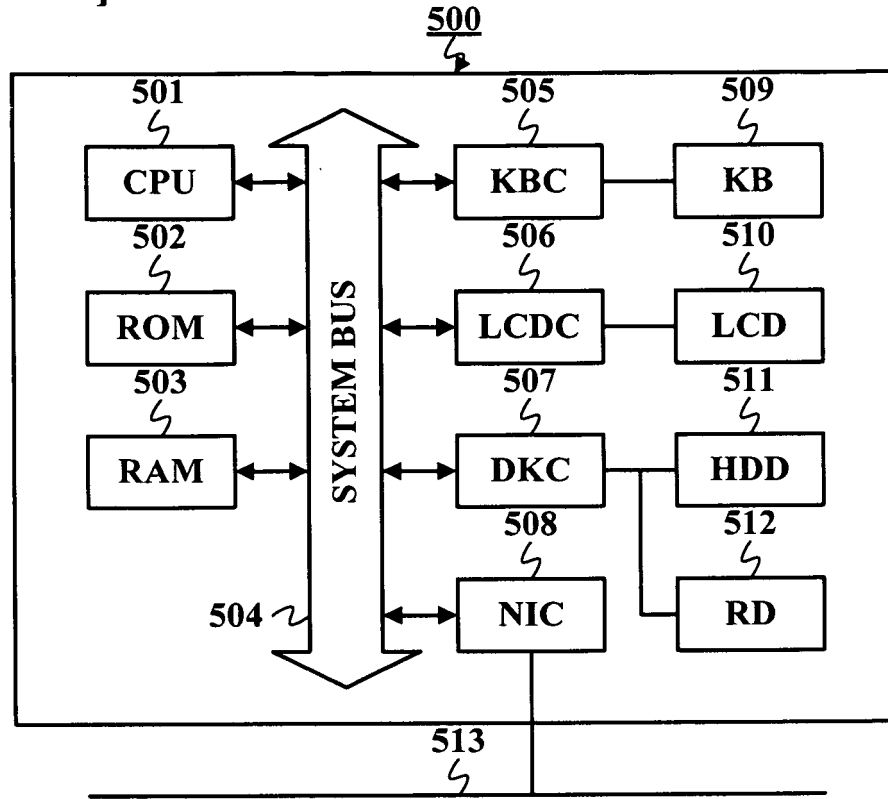 ]
500
501 505 509
CPU KBC KB
502 506 510
ROM LCDC LCD
503 507 511
RAM DKC HDD
508 512
504 NIC RD
SYSTEM BUS
513